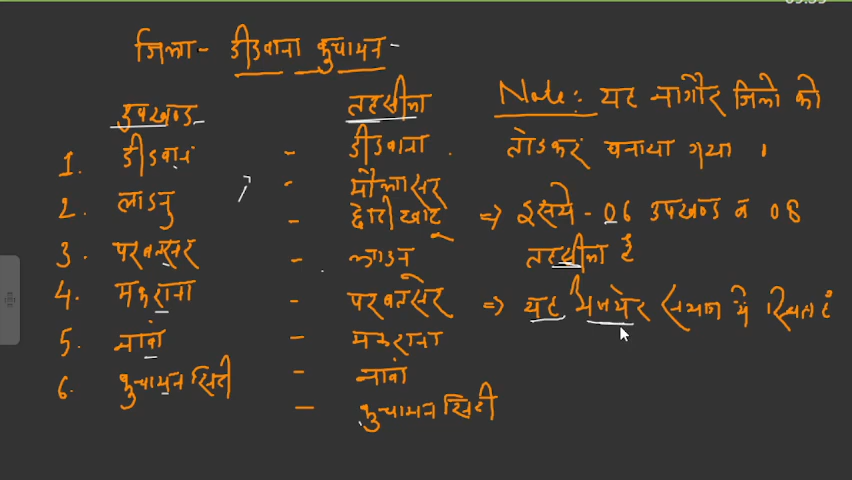 जिला - डीडवाना कुचामन -
उपखण्ड
1. डीडवानं
2. लाडनु
3. परबतसर
4. मकराना
5. नावां
6. कुचामन सिटी
तहसील
- डीडवाना
- मौलासर
- छोटी खाटू
- लाडनु
- परबतसर
- मकराना
- नावां
- कुचामन सिटी
Note: यह नागौर जिले को
तोडकर बनाया गया ।
⇒ इसमे - 06 उपखण्ड व 08
तहसील है
⇒ यह अजमेर संभाग में स्थित है